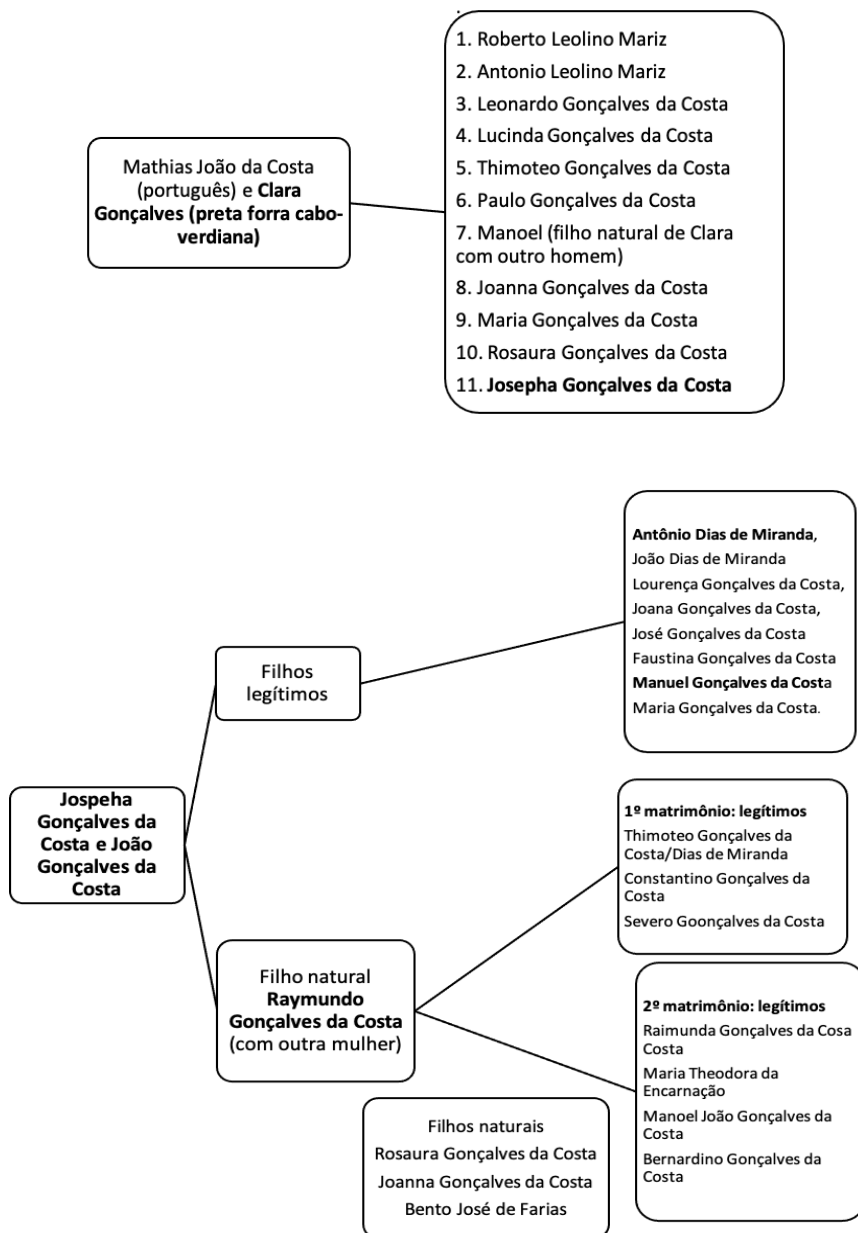 .
Mathias João da Costa
(português) e Clara
Gonçalves (preta forra cabo-
verdiana)
1. Roberto Leolino Mariz
2. Antonio Leolino Mariz
3. Leonardo Gonçalves da Costa
4. Lucinda Gonçalves da Costa
5. Thimoteo Gonçalves da Costa
6. Paulo Gonçalves da Costa
7. Manoel (filho natural de Clara
com outro homem)
8. Joanna Gonçalves da Costa
9. Maria Gonçalves da Costa
10. Rosaura Gonçalves da Costa
11. Josepha Gonçalves da Costa
Jospeha
Gonçalves da
Costa e João
Gonçalves da
Costa
Filhos
legítimos
Antônio Dias de Miranda,
João Dias de Miranda
Lourença Gonçalves da Costa,
Joana Gonçalves da Costa,
José Gonçalves da Costa
Faustina Gonçalves da Costa
Manuel Gonçalves da Costa
Maria Gonçalves da Costa.
Filho natural
Raymundo
Gonçalves da Costa
(com outra mulher)
1º matrimônio: legítimos
Thimoteo Gonçalves da
Costa/Dias de Miranda
Constantino Gonçalves da
Costa
Severo Goonçalves da Costa
2º matrimônio: legítimos
Raimunda Gonçalves da Cosa
Costa
Maria Theodora da
Encarnação
Manoel João Gonçalves da
Costa
Bernardino Gonçalves da
Costa
Filhos naturais
Rosaura Gonçalves da Costa
Joanna Gonçalves da Costa
Bento José de Farias